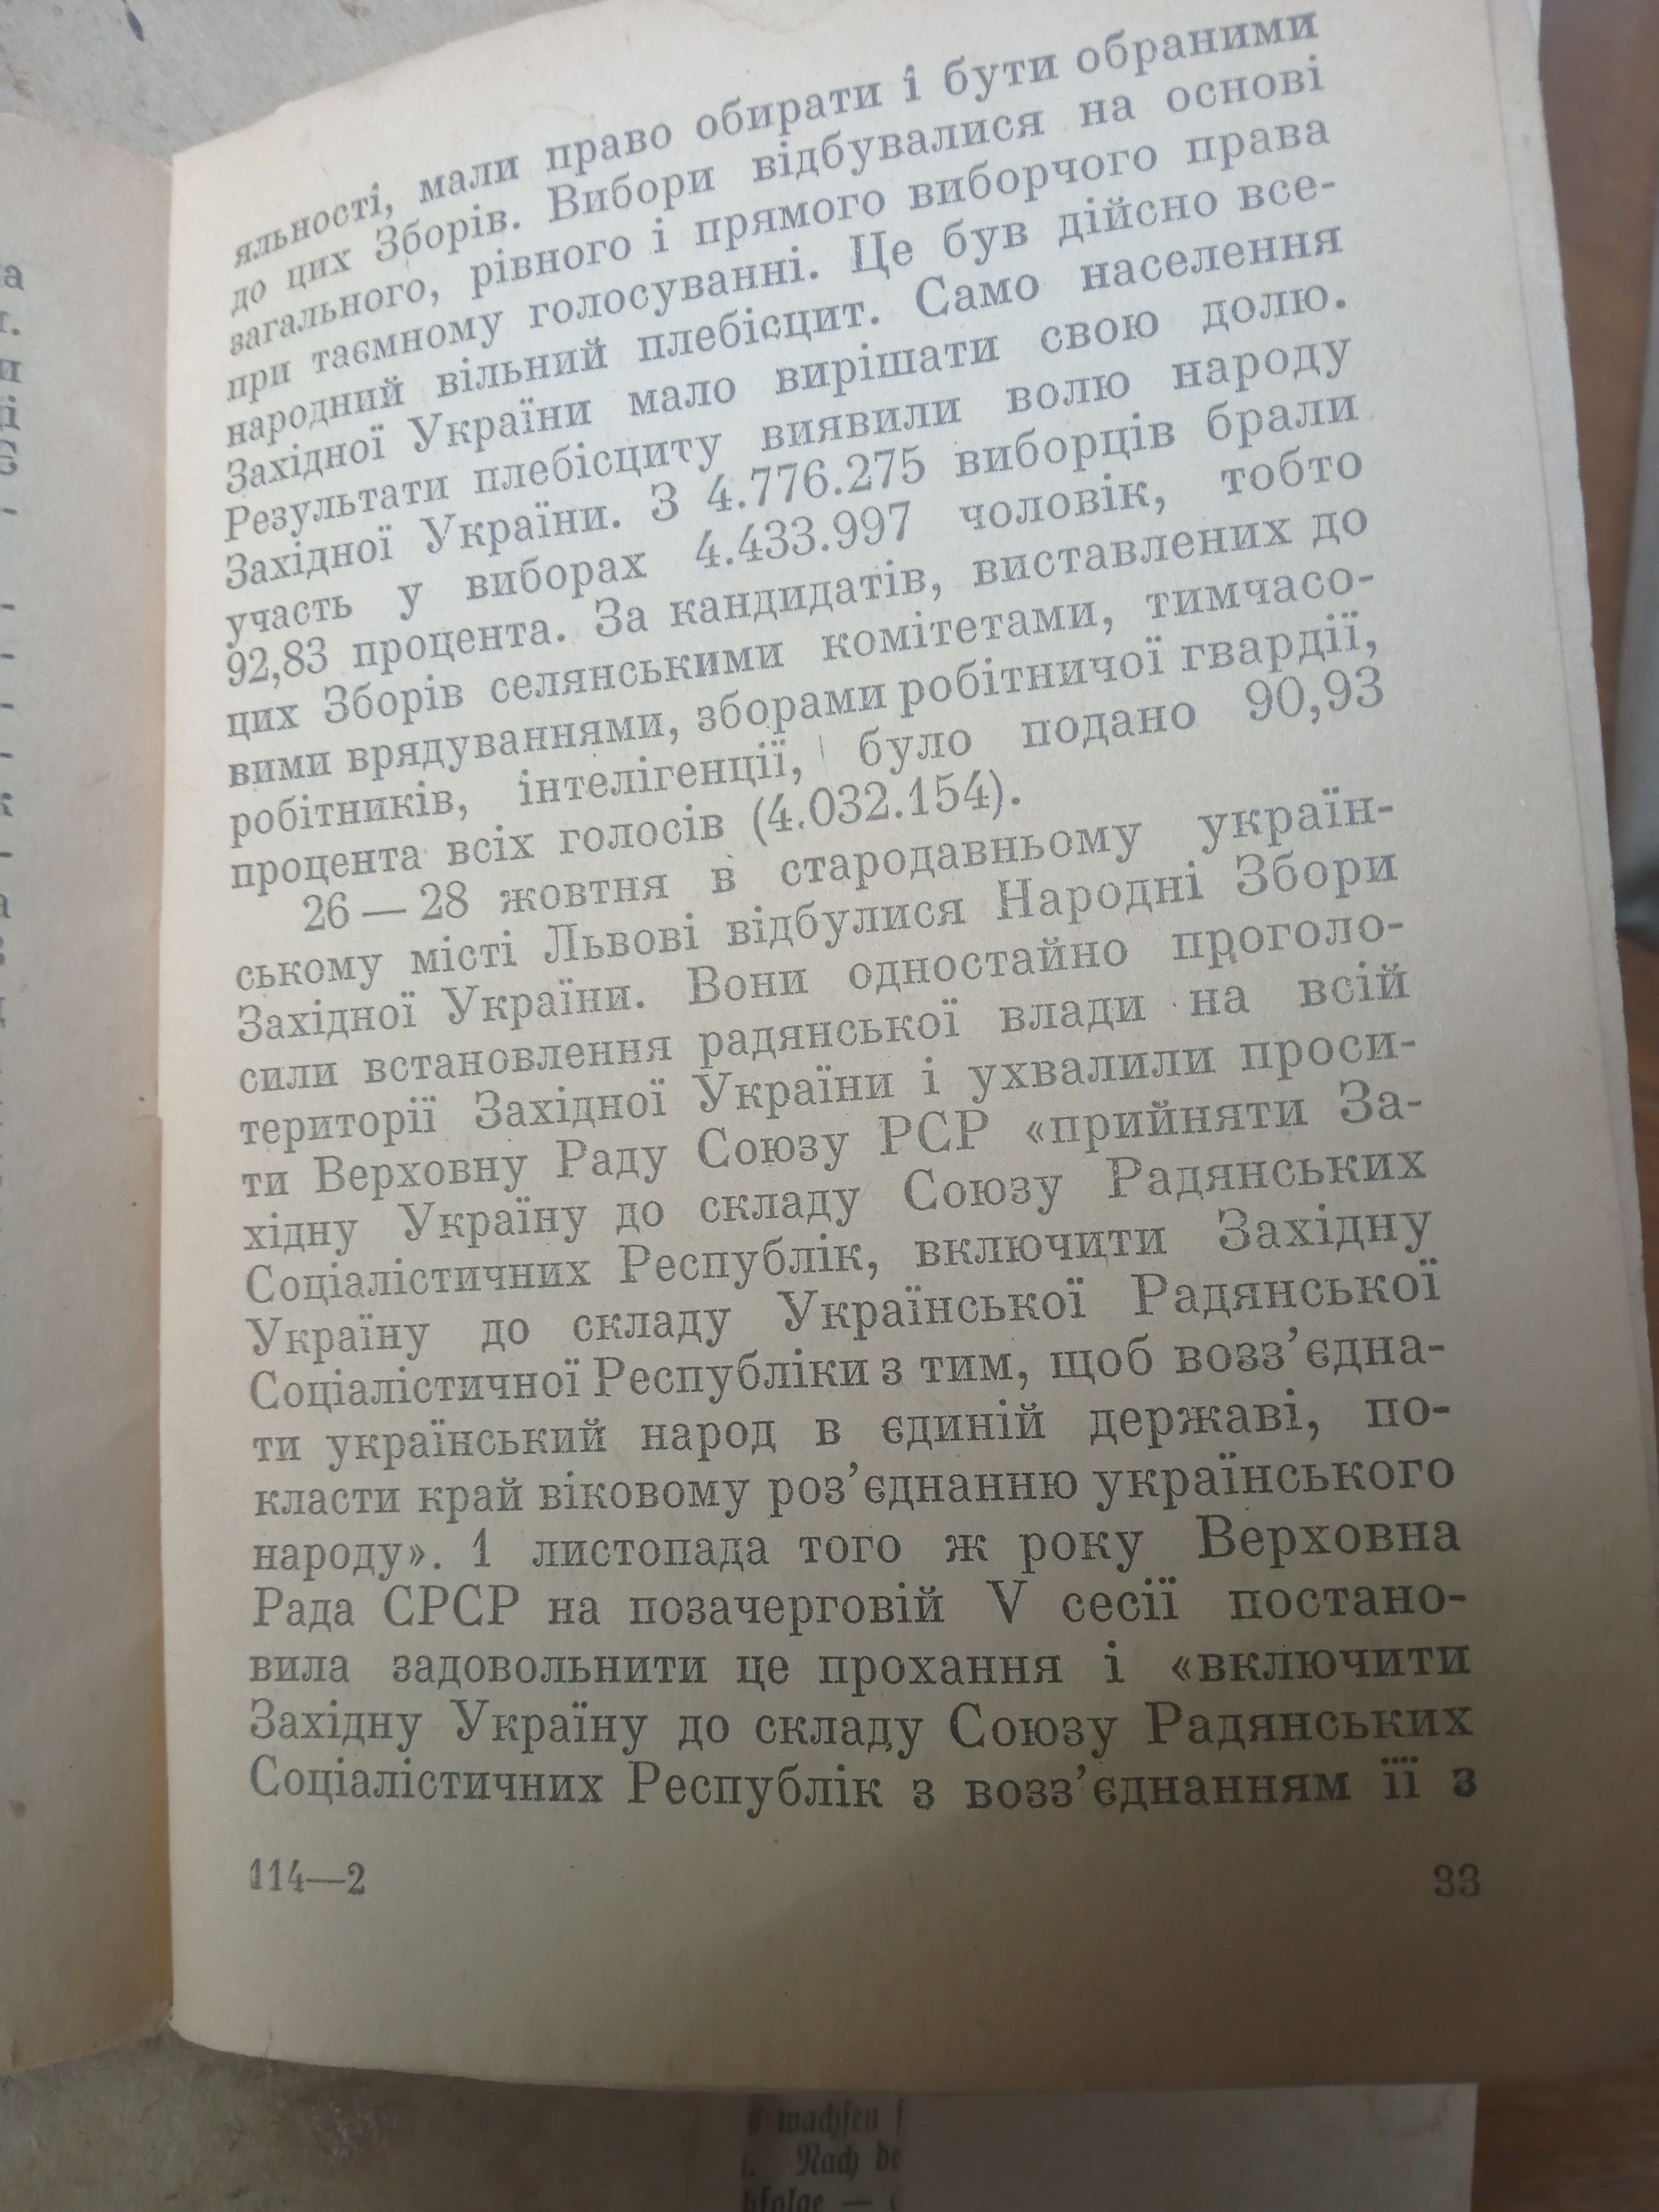 яльності, мали право обирати і бути обраними
до цих Зборів. Вибори відбувалися на основі
загального, рівного і прямого виборчого права
при таємному голосуванні. Це був дійсно все-
народний вільний плебісцит. Само населення
Західної України мало вирішати свою долю.
Результати плебісциту виявили волю народу
Західної України. З 4.776.275 виборців брали
участь у виборах 4.433.997 чоловік, тобто
92,83 процента. За кандидатів, виставлених до
цих Зборів селянськими комітетами, тимчасо-
вими врядуваннями, зборами робітничої гвардії,
робітників, інтелігенції, було подано 90,93
процента всіх голосів (4.032.154).
26 — 28 жовтня в стародавньому україн-
ському місті Львові відбулися Народні Збори
Західної України. Вони одностайно проголо-
сили встановлення радянської влади на всій
території Західної України і ухвалили проси-
ти Верховну Раду Союзу РСР «прийняти За-
хідну Україну до складу Союзу Радянських
Соціалістичних Республік, включити Західну
Україну до складу Української Радянської
Соціалістичної Республіки з тим, щоб возз’єдна-
ти український народ в єдиній державі, по-
класти край віковому роз’єднанню українського
народу». 1 листопада того ж року Верховна
Рада СРСР на позачерговій V сесії постано-
вила задовольнити це прохання і «включити
Західну Україну до складу Союзу Радянських
Соціалістичних Республік з возз’єднанням її з
114—2
33
wachsen
Nach